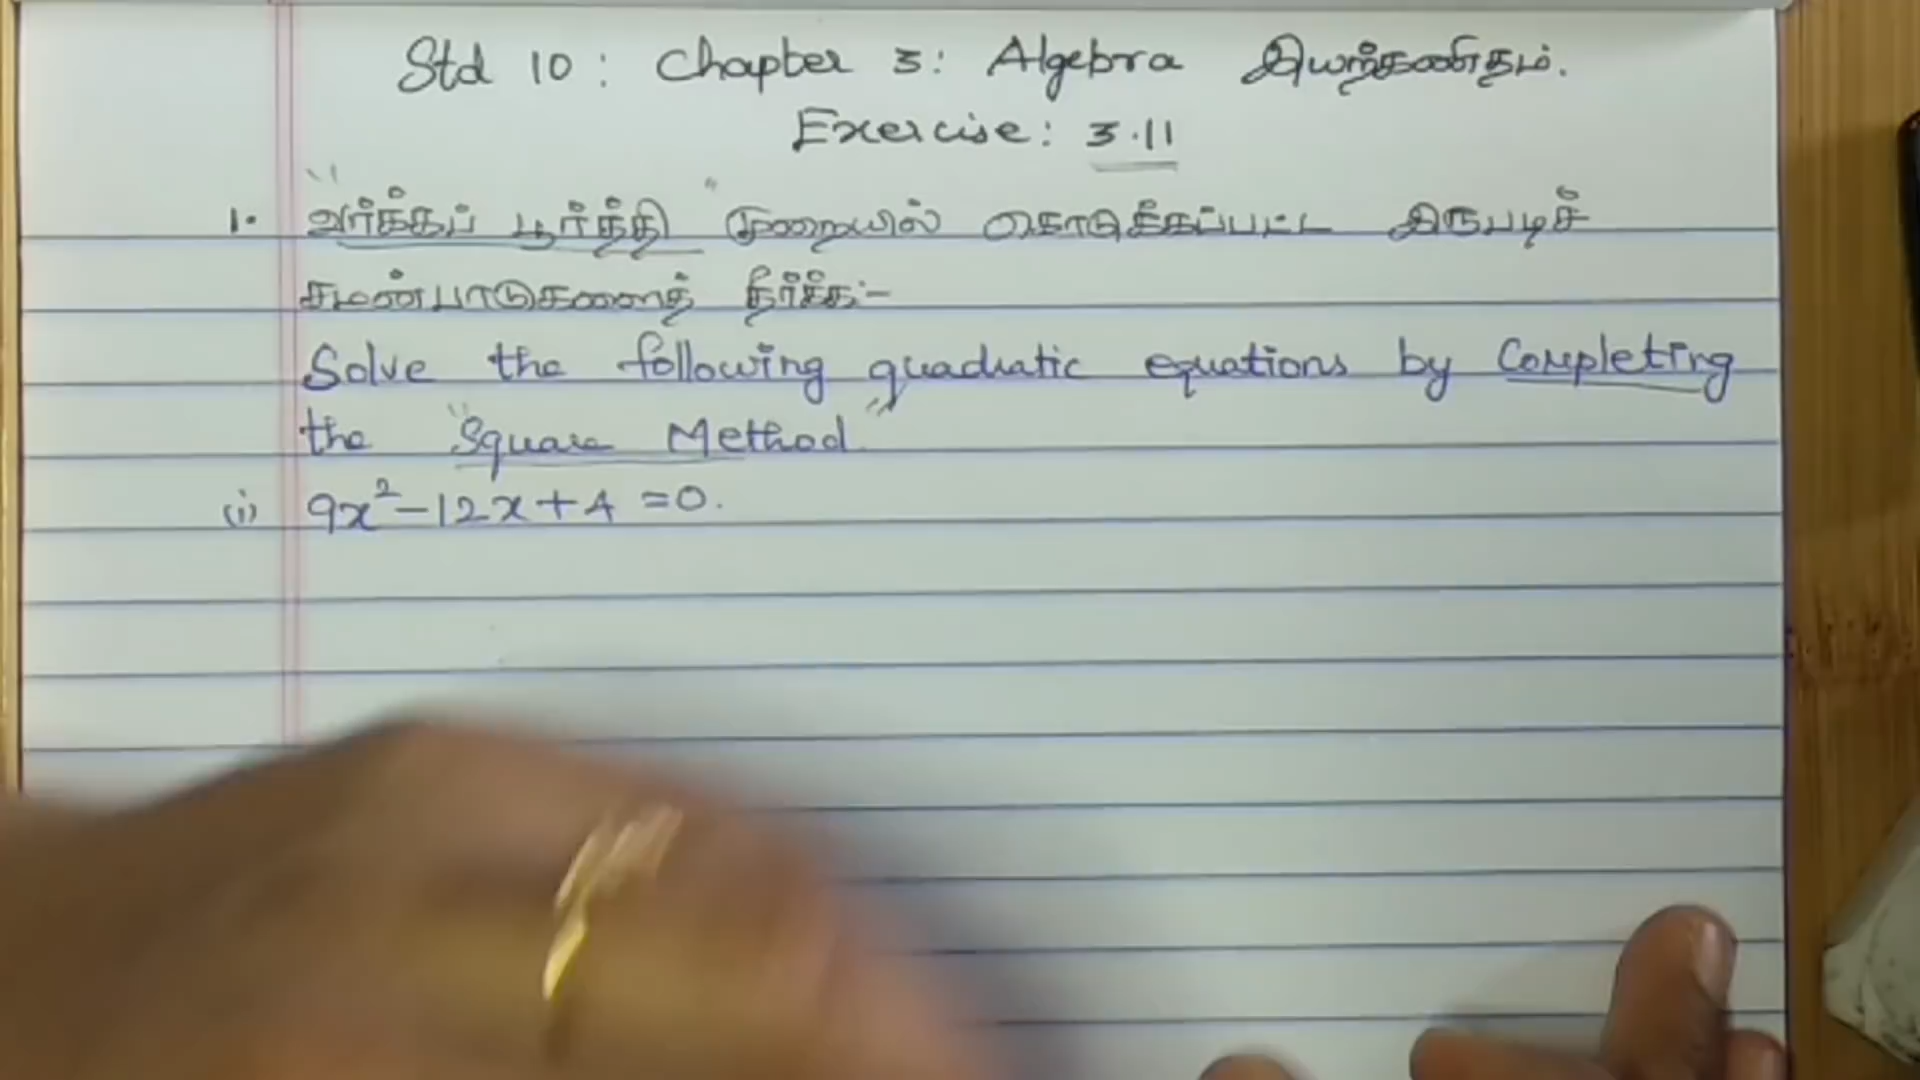 Std 10 : Chapter 3 : Algebra இயற்கணிதம்.
Exercise : 3.11
1. "வர்க்கப் பூர்த்தி" முறையில் கொடுக்கப்பட்ட இருபடிச்
சமன்பாடுகளைத் தீர்க்க:-
Solve the following quadratic equations by Completing
the "Square Method"
(i) 9x²-12x+4 =0.